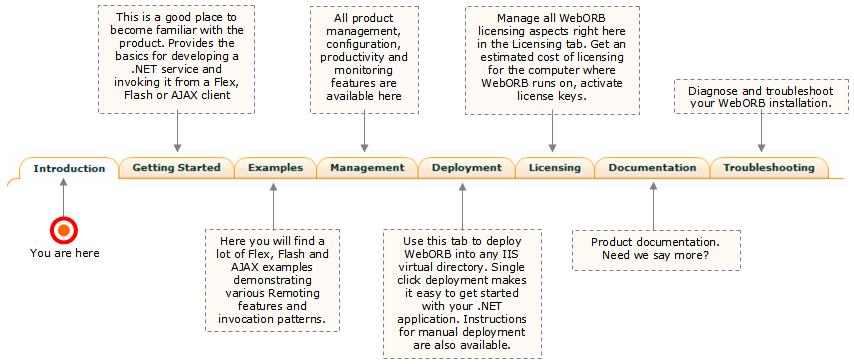 This is a good place to
become familiar with the
product. Provides the
basics for developing a
.NET service and
invoking it from a Flex,
Flash or AJAX client
All product
management,
configuration,
productivity and
monitoring
features are
available here
Manage all WebORB
licensing aspects right here
in the Licensing tab. Get an
estimated cost of licensing
for the computer where
WebORB runs on, activate
license keys.
Diagnose and troubleshoot
your WebORB installation.
Introduction
Getting Started
Examples
Management
Deployment
Licensing
Documentation
Troubleshooting
You are here
Here you will find a
lot of Flex, Flash and
AJAX examples
demonstrating
various Remoting
features and
invocation patterns.
Use this tab to deploy
WebORB into any IIS
virtual directory. Single
click deployment makes
it easy to get started
with your .NET
application. Instructions
for manual deployment
are also available.
Product documentation.
Need we say more?